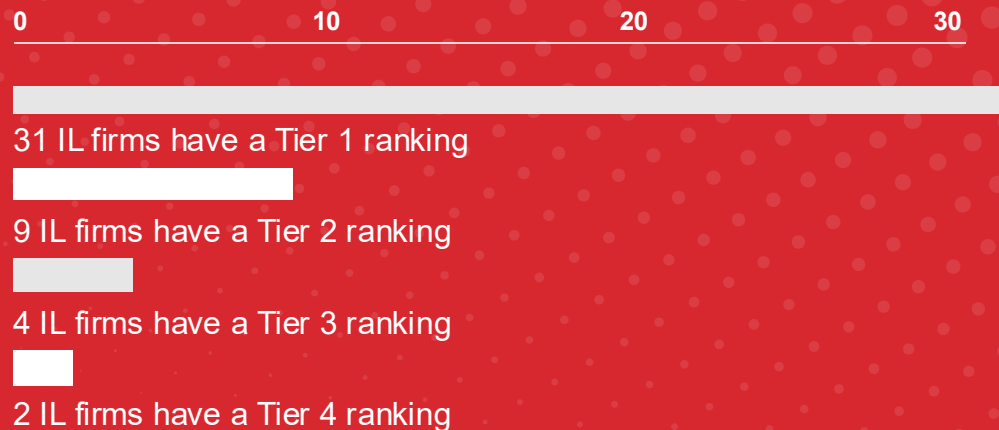 0 10 20 30
31 IL firms have a Tier 1 ranking
9 IL firms have a Tier 2 ranking
4 IL firms have a Tier 3 ranking
2 IL firms have a Tier 4 ranking